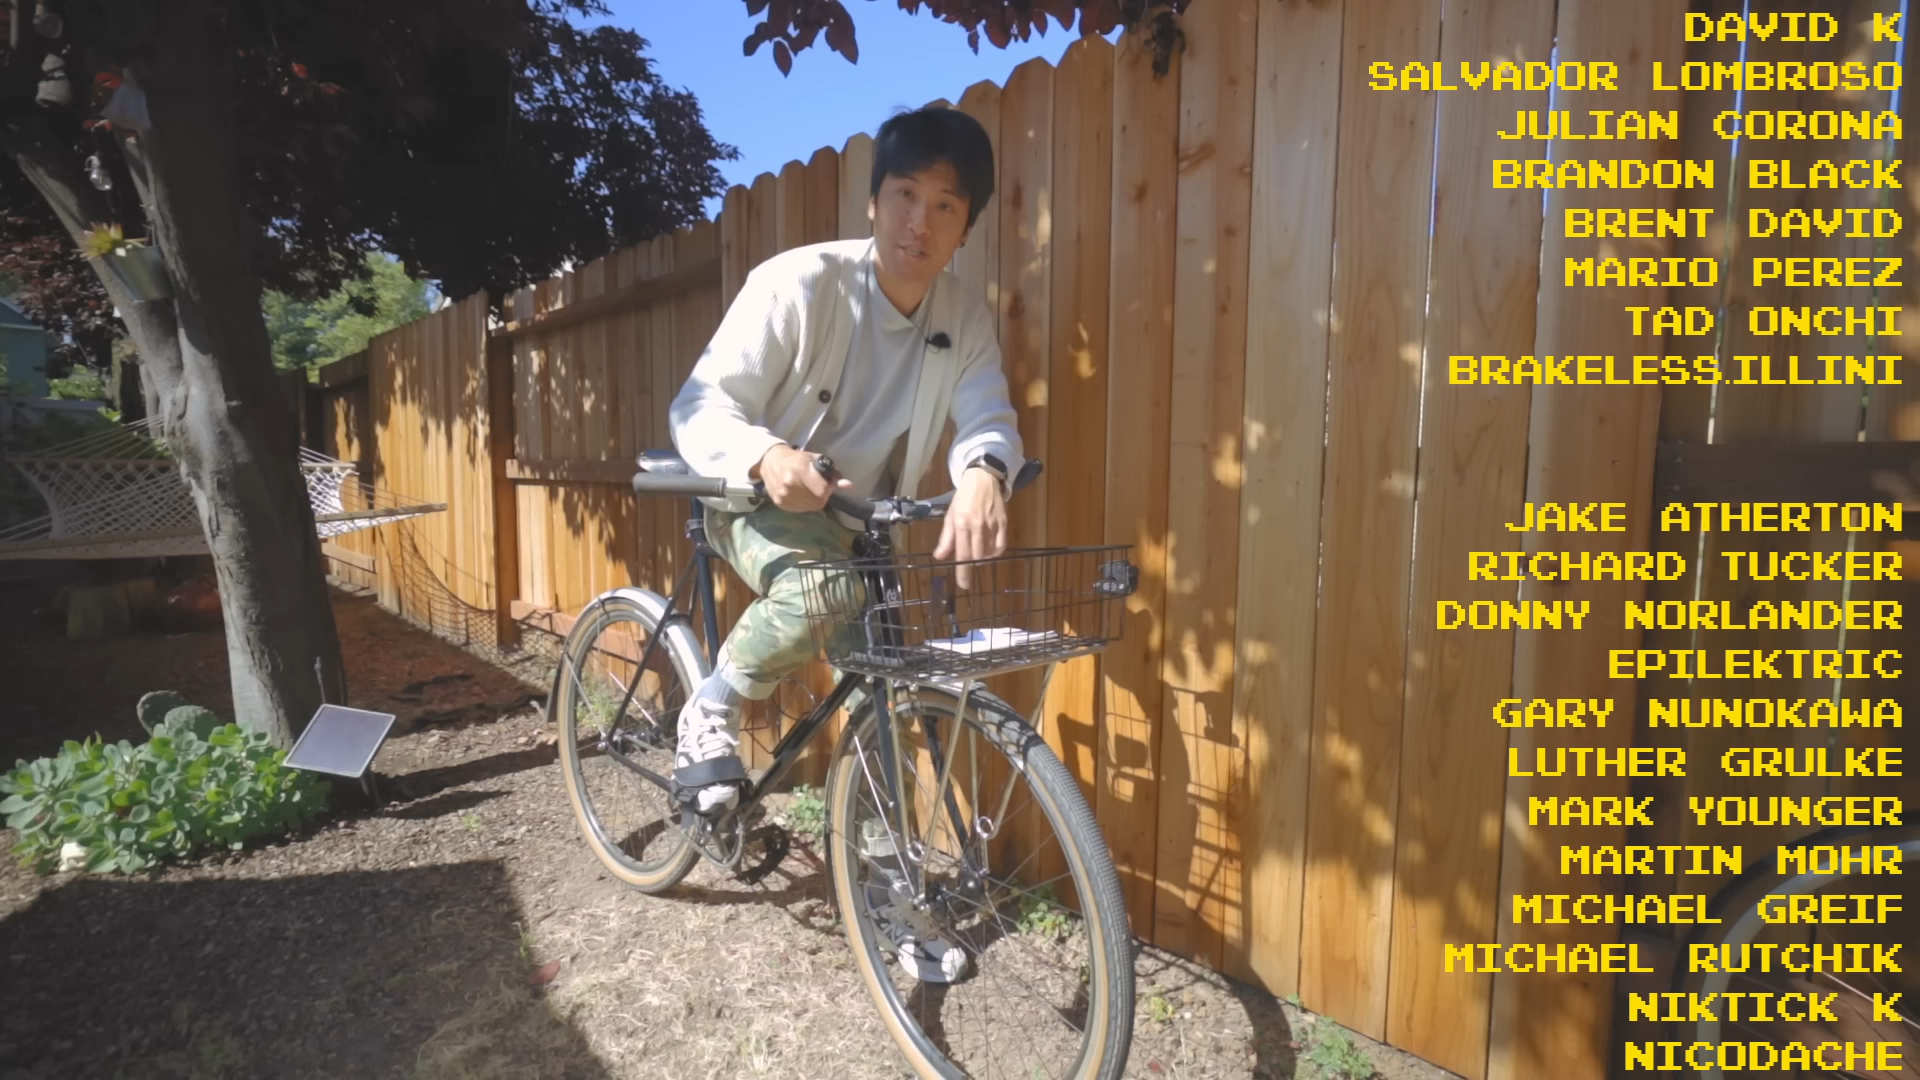 DAVID K
SALVADOR LOMBROSO
JULIAN CORONA
BRANDON BLACK
BRENT DAVID
MARIO PEREZ
TAD ONCHI
BRAKELESS.ILLINI
JAKE ATHERTON
RICHARD TUCKER
DONNY NORLANDER
EPILEKTRIC
GARY NUNOKAWA
LUTHER GRULKE
MARK YOUNGER
MARTIN MOHR
MICHAEL GREIF
MICHAEL RUTCHIK
NIKTICK K
NICODACHE